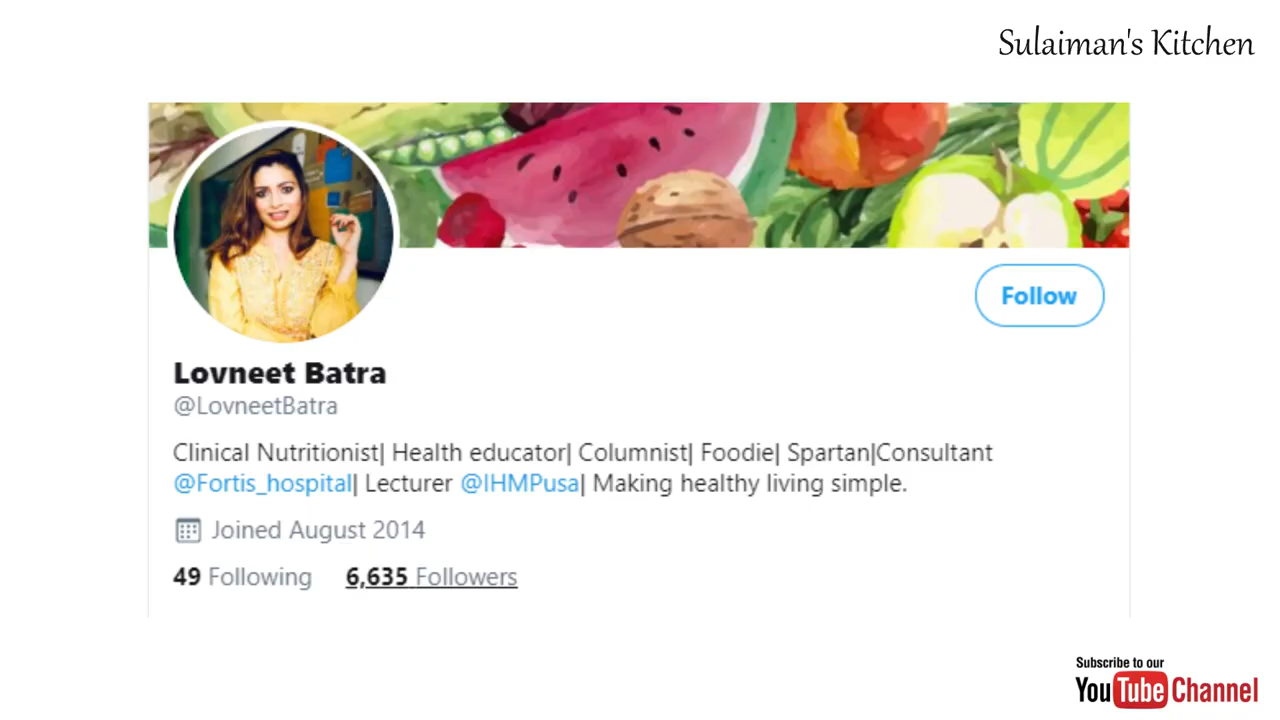 Sulaiman's Kitchen
Follow
Lovneet Batra
@LovneetBatra
Clinical Nutritionist| Health educator| Columnist| Foodie| Spartan|Consultant
@Fortis_hospital| Lecturer @IHMPusa| Making healthy living simple.
Joined August 2014
49 Following 6,635 Followers
Subscribe to our
YouTube Channel